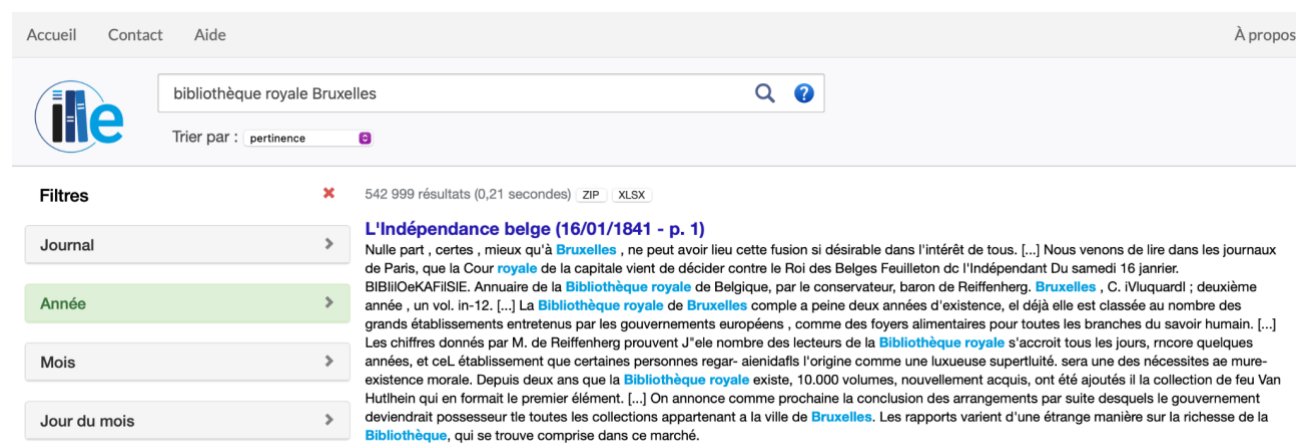 Accueil Contact Aide À propos
ille
bibliothèque royale Bruxelles
Trier par : pertinence
Filtres
542 999 résultats (0,21 secondes) ZIP XLSX
Journal
Année
Mois
Jour du mois
L'Indépendance belge (16/01/1841 - p. 1)
Nulle part , certes , mieux qu'à Bruxelles , ne peut avoir lieu cette fusion si désirable dans l'intérêt de tous. [...] Nous venons de lire dans les journaux
de Paris, que la Cour royale de la capitale vient de décider contre le Roi des Belges Feuilleton dc l'Indépendant Du samedi 16 janrier.
BIBliIOeKAFilSIE. Annuaire de la Bibliothèque royale de Belgique, par le conservateur, baron de Reiffenberg. Bruxelles , C. iVluquardl ; deuxième
année , un vol. in-12. [...] La Bibliothèque royale de Bruxelles comple a peine deux années d'existence, el déjà elle est classée au nombre des
grands établissements entretenus par les gouvernements européens , comme des foyers alimentaires pour toutes les branches du savoir humain. [...]
Les chiffres donnés par M. de Reiffenberg prouvent J"ele nombre des lecteurs de la Bibliothèque royale s'accroit tous les jours, rncore quelques
années, et ceL établissement que certaines personnes regar- aienidafls l'origine comme une luxueuse supertluité. sera une des nécessites ae mure-
existence morale. Depuis deux ans que la Bibliothèque royale existe, 10.000 volumes, nouvellement acquis, ont été ajoutés il la collection de feu Van
Hutlhein qui en formait le premier élément. [...] On annonce comme prochaine la conclusion des arrangements par suite desquels le gouvernement
deviendrait possesseur tle toutes les collections appartenant a la ville de Bruxelles. Les rapports varient d'une étrange manière sur la richesse de la
Bibliothèque, qui se trouve comprise dans ce marché.